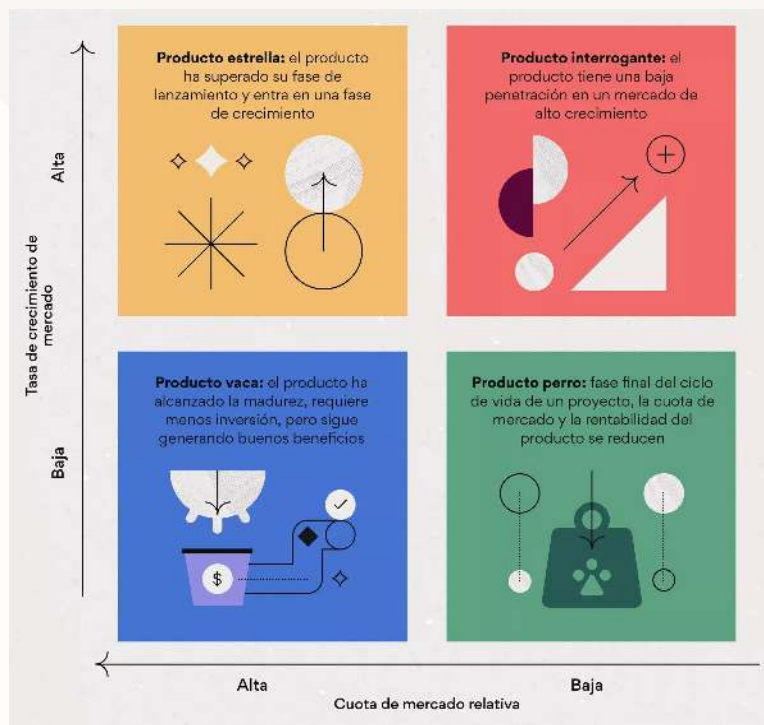 Producto estrella: el producto
ha superado su fase de
lanzamiento y entra en una fase
de crecimiento
Producto interrogante: el
producto tiene una baja
penetración en un mercado de
alto crecimiento
Alta
Tasa de crecimiento de
mercado
Baja
Producto vaca: el producto ha
alcanzado la madurez, requiere
menos inversión, pero sigue
generando buenos beneficios
$
Producto perro: fase final del ciclo
de vida de un proyecto, la cuota de
mercado y la rentabilidad del
producto se reducen
Alta
Baja
Cuota de mercado relativa